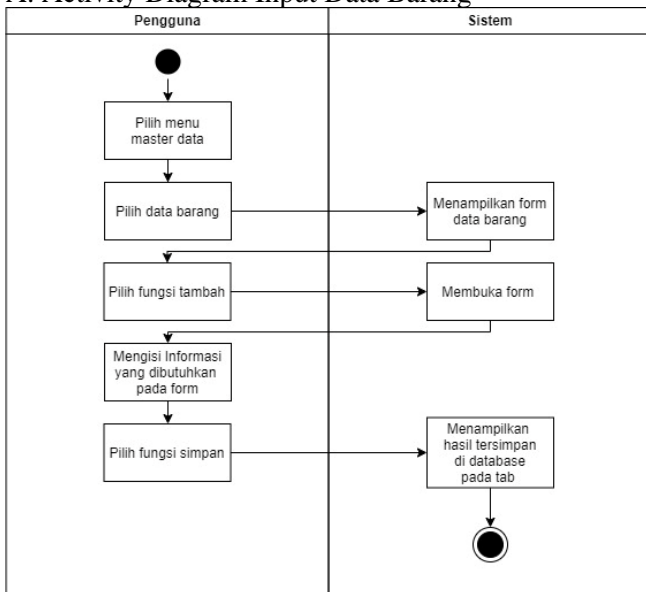 A. Activity Diagram Input Data Barang
Pengguna
Sistem
Pilih menu
master data
Pilih data barang
Menampilkan form
data barang
Pilih fungsi tambah
Membuka form
Mengisi Informasi
yang dibutuhkan
pada form
Pilih fungsi simpan
Menampilkan
hasil tersimpan
di database
pada tab